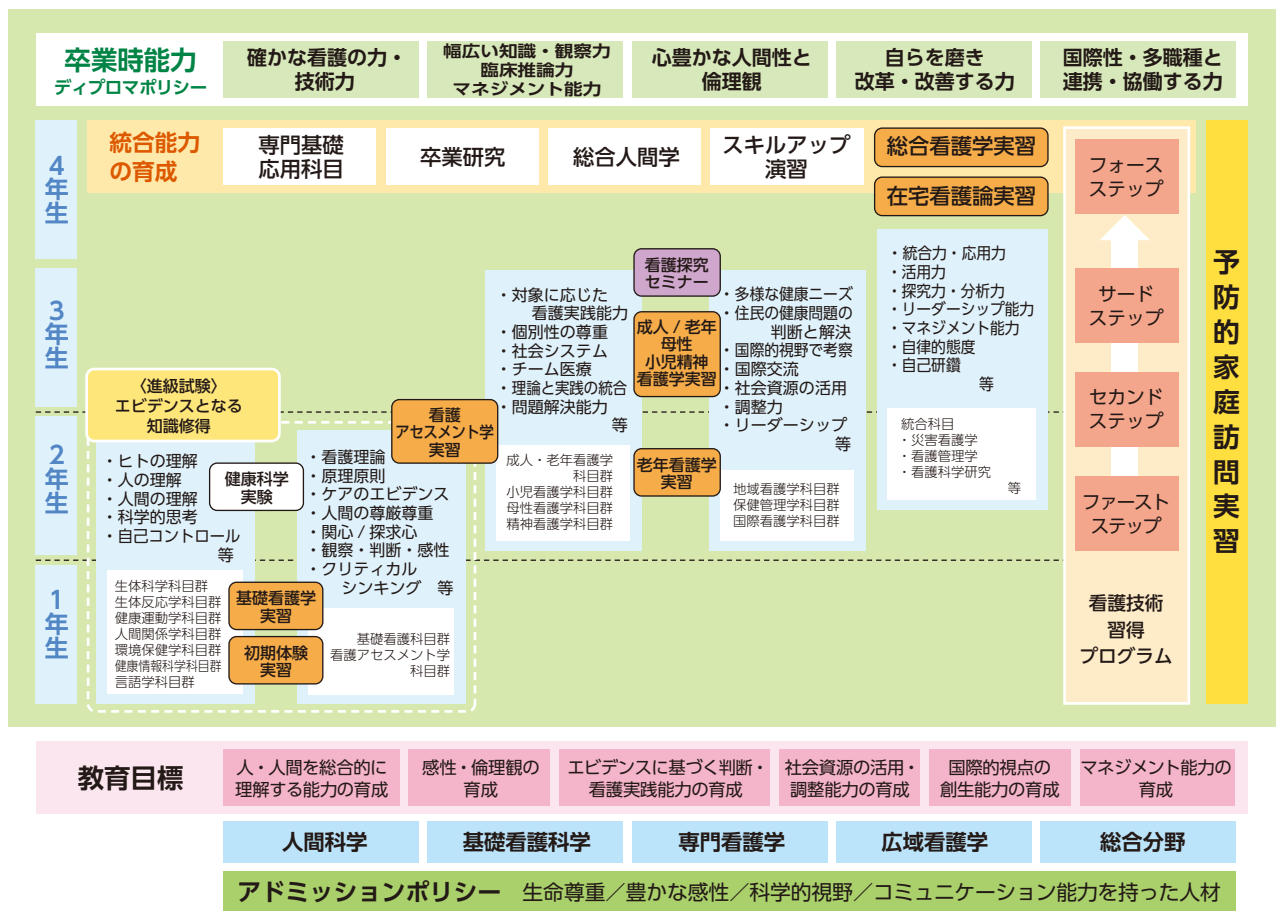 卒業時能力
ディプロマポリシー
確かな看護の力・
技術力
幅広い知識・観察力
臨床推論力
マネジメント能力
心豊かな人間性と
倫理観
自らを磨き
改革・改善する力
国際性・多職種と
連携・協働する力
4年生
3年生
2年生
1年生
統合能力
の育成
専門基礎
応用科目
卒業研究
総合人間学
スキルアップ
演習
総合看護学実習
在宅看護論実習
〈進級試験〉
エビデンスとなる
知識修得
・ヒトの理解
・人の理解
・人間の理解
・科学的思考
・自己コントロール
等
生体科学科目群
生体反応学科目群
健康運動学科目群
人間関係学科目群
環境保健学科目群
健康情報科学科目群
言語学科目群
健康科学
実験
基礎看護学
実習
初期体験
実習
・看護理論
・原理原則
・ケアのエビデンス
・人間の尊厳尊重
・関心 / 探求心
・観察・判断・感性
・クリティカル
シンキング 等
基礎看護科目群
看護アセスメント学
科目群
看護
アセスメント学
実習
・対象に応じた
看護実践能力
・個別性の尊重
・社会システム
・チーム医療
・理論と実践の統合
・問題解決能力
等
成人・老年看護学
科目群
小児看護学科目群
母性看護学科目群
精神看護学科目群
看護探究
セミナー
成人 / 老年
母性
小児精神
看護学実習
老年看護学
実習
・多様な健康ニーズ
・住民の健康問題の
判断と解決
・国際的視野で考察
・国際交流
・社会資源の活用
・調整力
・リーダーシップ
等
地域看護学科目群
保健管理学科目群
国際看護学科目群
・統合力・応用力
・活用力
・探究力・分析力
・リーダーシップ能力
・マネジメント能力
・自律的態度
・自己研鑽
等
統合科目
・災害看護学
・看護管理学
・看護科学研究
等
フォース
ステップ
サード
ステップ
セカンド
ステップ
ファースト
ステップ
看護技術
習得
プログラム
予防的家庭訪問実習
教育目標
人・人間を総合的に
理解する能力の育成
感性・倫理観の
育成
エビデンスに基づく判断・
看護実践能力の育成
社会資源の活用・
調整能力の育成
国際的視点の
創生能力の育成
マネジメント能力の
育成
人間科学
基礎看護科学
専門看護学
広域看護学
総合分野
アドミッションポリシー 生命尊重／豊かな感性／科学的視野／コミュニケーション能力を持った人材